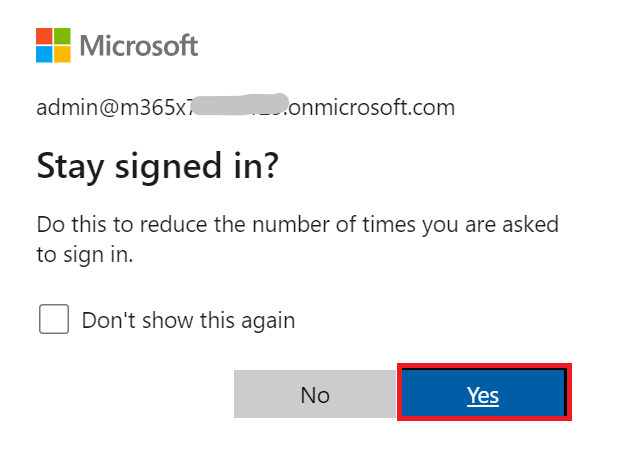 Microsoft
admin@m365x7 .onmicrosoft.com
Stay signed in?
Do this to reduce the number of times you are asked
to sign in.
Don't show this again
No
Yes